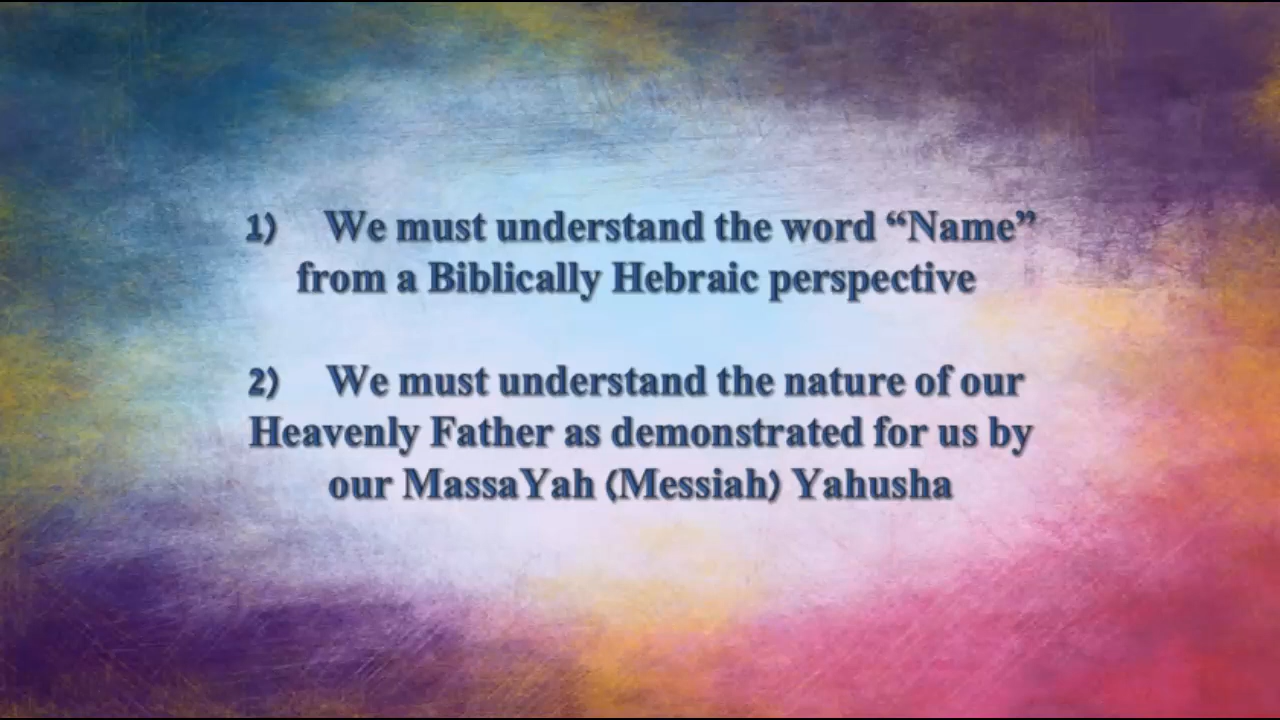 1) We must understand the word “Name”
from a Biblically Hebraic perspective
2) We must understand the nature of our
Heavenly Father as demonstrated for us by
our MassaYah (Messiah) Yahusha